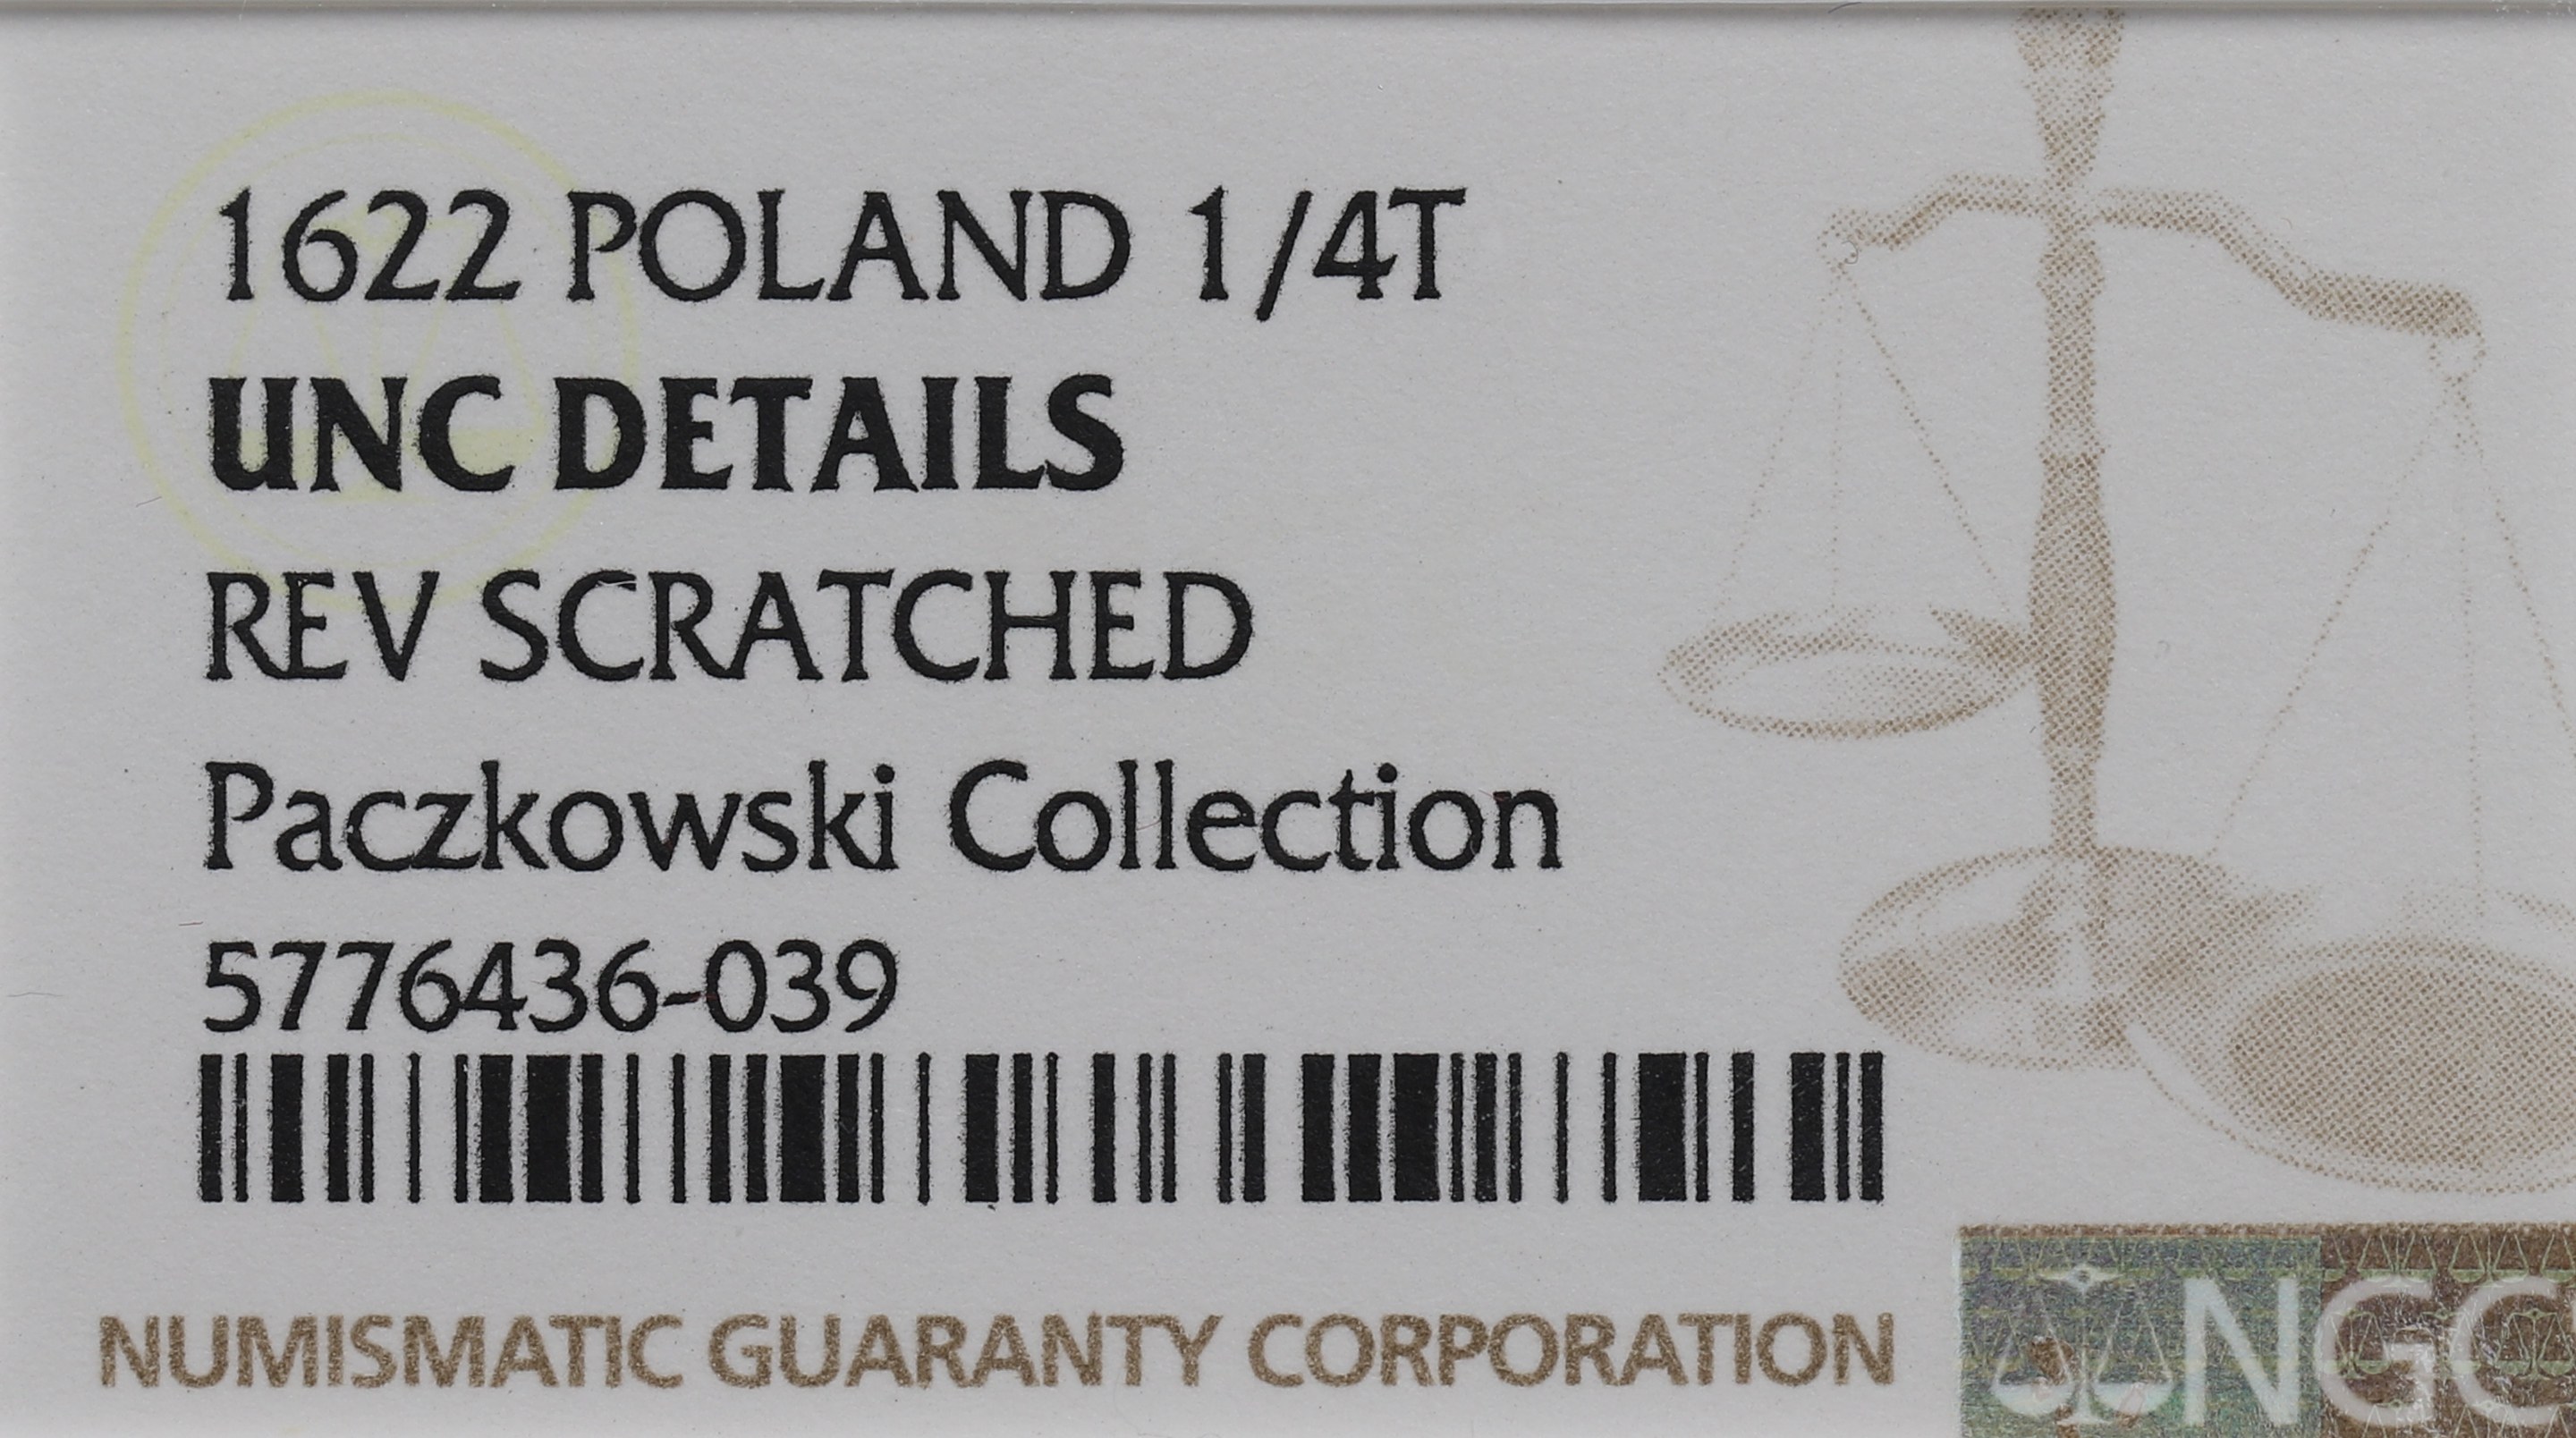 1622 POLAND 1/4T
UNC DETAILS
REV SCRATCHED
Paczkowski Collection
5776436-039
NUMISMATIC GUARANTY CORPORATION
NGC